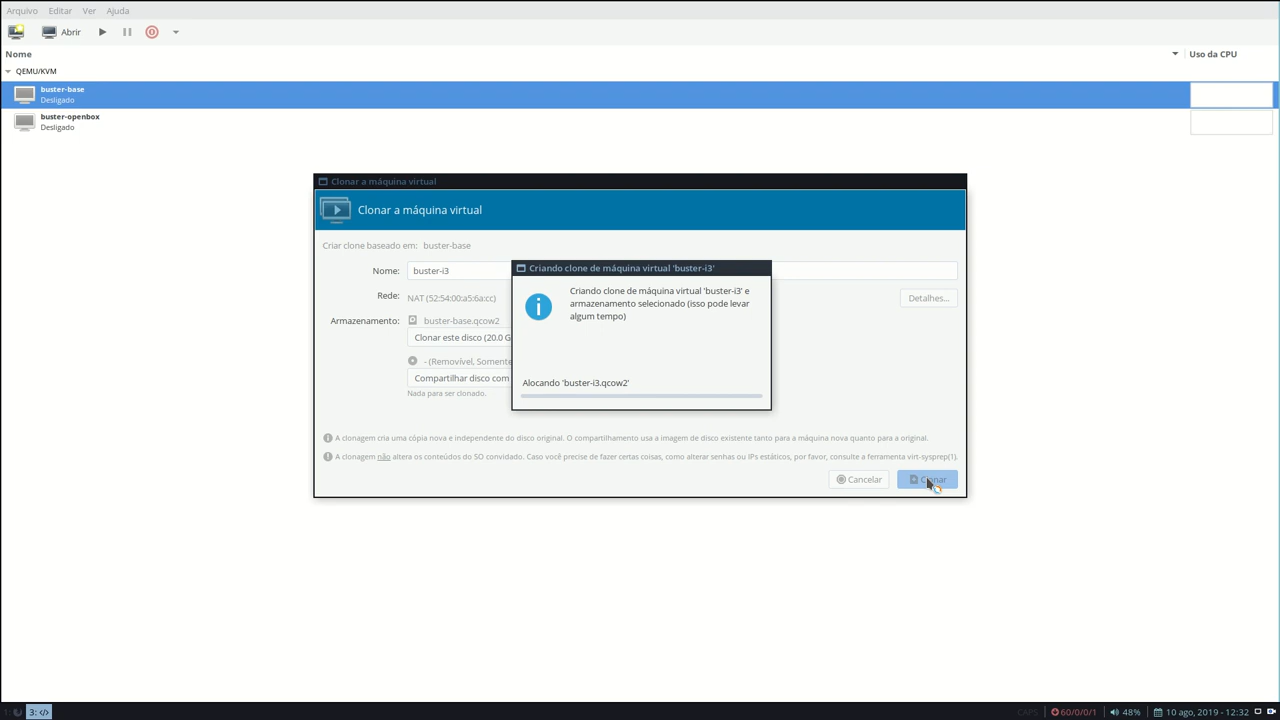 Arquivo Editar Ver Ajuda
Abrir
Nome Uso da CPU
QEMU/KVM
buster-base
Desligado
buster-openbox
Desligado
Clonar a máquina virtual
Clonar a máquina virtual
Criar clone baseado em: buster-base
Nome: buster-i3
Rede: NAT (52:54:00:a5:6a:cc) Detalhes...
Armazenamento: buster-base.qcow2
Clonar este disco (20.0 G
- (Removível, Somente
Compartilhar disco com
Nada para ser clonado.
Criando clone de máquina virtual 'buster-i3'
Criando clone de máquina virtual 'buster-i3' e
armazenamento selecionado (isso pode levar
algum tempo)
Alocando 'buster-i3.qcow2'
A clonagem cria uma cópia nova e independente do disco original. O compartilhamento usa a imagem de disco existente tanto para a máquina nova quanto para a original.
A clonagem não altera os conteúdos do SO convidado. Caso você precise de fazer certas coisas, como alterar senhas ou IPs estáticos, por favor, consulte a ferramenta virt-sysprep(1).
Cancelar Clonar
1: 3: </> CAPS 60/0/0/1 48% 10 ago, 2019 - 12:32